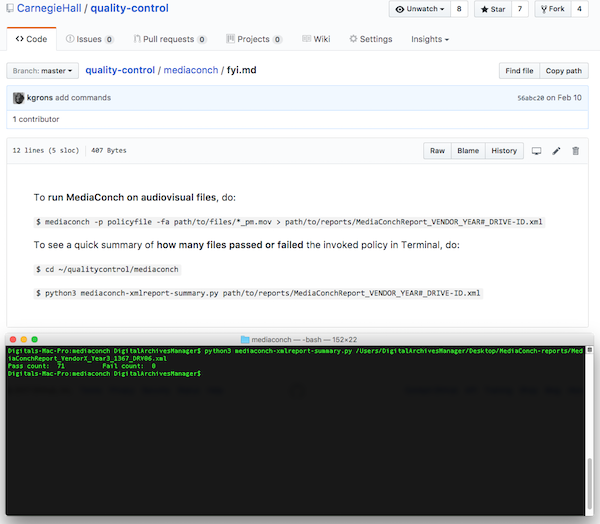 CarnegieHall / quality-control
Unwatch 8 Star 7 Fork 4
Code Issues 0 Pull requests 0 Projects 0 Wiki Settings Insights
Branch: master quality-control / mediaconch / fyi.md Find file Copy path
kgrons add commands 56abc20 on Feb 10
1 contributor
12 lines (5 sloc) 407 Bytes Raw Blame History
To run MediaConch on audiovisual files, do:
$ mediaconch -p policyfile -fa path/to/files/*_pm.mov > path/to/reports/MediaConchReport_VENDOR_YEAR#_DRIVE-ID.xml
To see a quick summary of how many files passed or failed the invoked policy in Terminal, do:
$ cd ~/qualitycontrol/mediaconch
$ python3 mediaconch-xmlreport-summary.py path/to/reports/MediaConchReport_VENDOR_YEAR#_DRIVE-ID.xml
mediaconch — -bash — 152×22
Digitals-Mac-Pro:mediaconch DigitalArchivesManager$ python3 mediaconch-xmlreport-summary.py /Users/DigitalArchivesManager/Desktop/MediaConch-reports/Med
iaConchReport_VendorX_Year3_1367_DRY06.xml
Pass count: 71 Fail count: 0
Digitals-Mac-Pro:mediaconch DigitalArchivesManager$